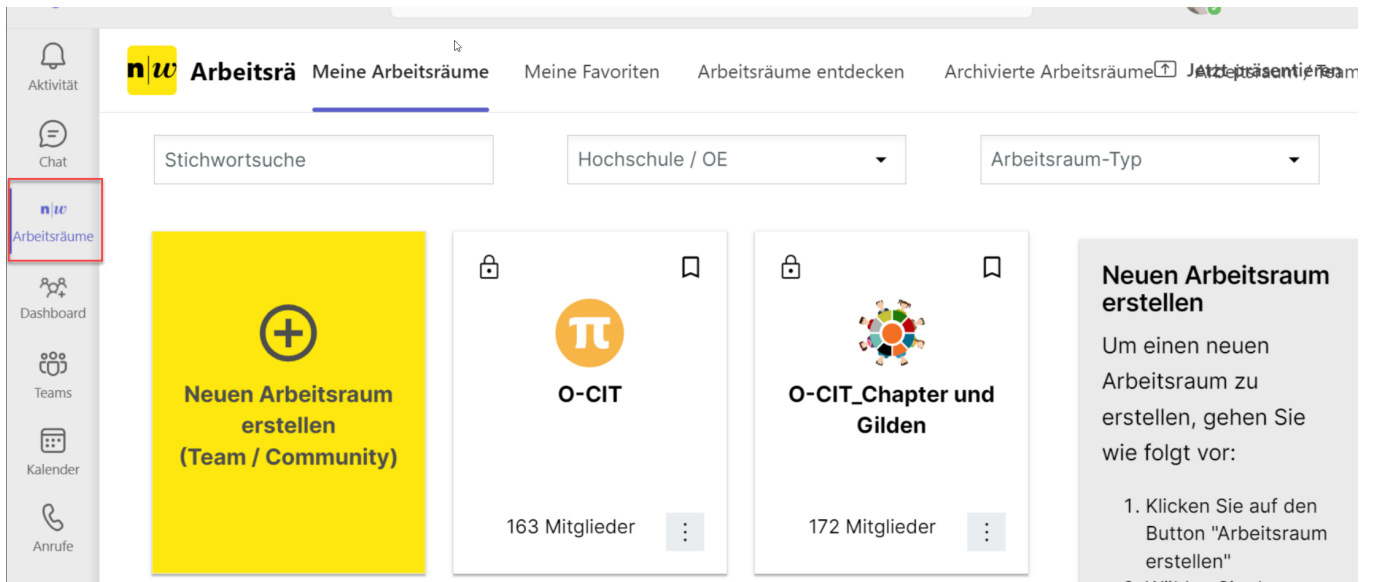 Aktivität
Chat
n|w
Arbeitsräume
Dashboard
Teams
Kalender
Anrufe
n|w Arbeitsrä Meine Arbeitsräume Meine Favoriten Arbeitsräume entdecken Archivierte Arbeitsräume Jetzt präsentieren
Stichwortsuche Hochschule / OE Arbeitsraum-Typ
Neuen Arbeitsraum
erstellen
(Team / Community)
π
O-CIT
163 Mitglieder
O-CIT_Chapter und
Gilden
172 Mitglieder
Neuen Arbeitsraum
erstellen
Um einen neuen
Arbeitsraum zu
erstellen, gehen Sie
wie folgt vor:
1. Klicken Sie auf den
Button "Arbeitsraum
erstellen"